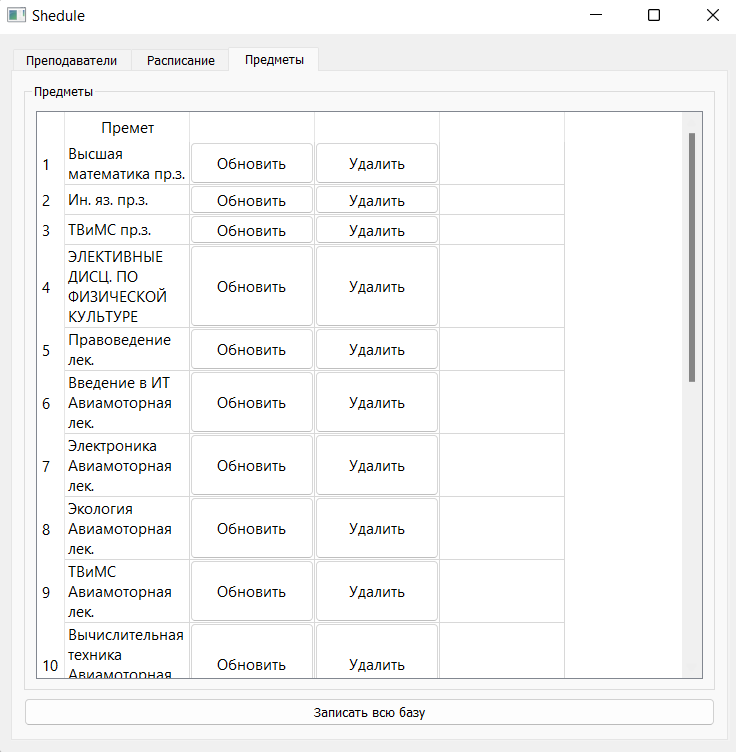 Shedule
Преподаватели Расписание Предметы
Предметы
Премет
1 Высшая математика пр.з. Обновить Удалить
2 Ин. яз. пр.з. Обновить Удалить
3 ТВиМС пр.з. Обновить Удалить
4 ЭЛЕКТИВНЫЕ ДИСЦ. ПО ФИЗИЧЕСКОЙ КУЛЬТУРЕ Обновить Удалить
5 Правоведение лек. Обновить Удалить
6 Введение в ИТ Авиамоторная лек. Обновить Удалить
7 Электроника Авиамоторная лек. Обновить Удалить
8 Экология Авиамоторная лек. Обновить Удалить
9 ТВиМС Авиамоторная лек. Обновить Удалить
10 Вычислительная техника Авиамоторная Обновить Удалить
Записать всю базу